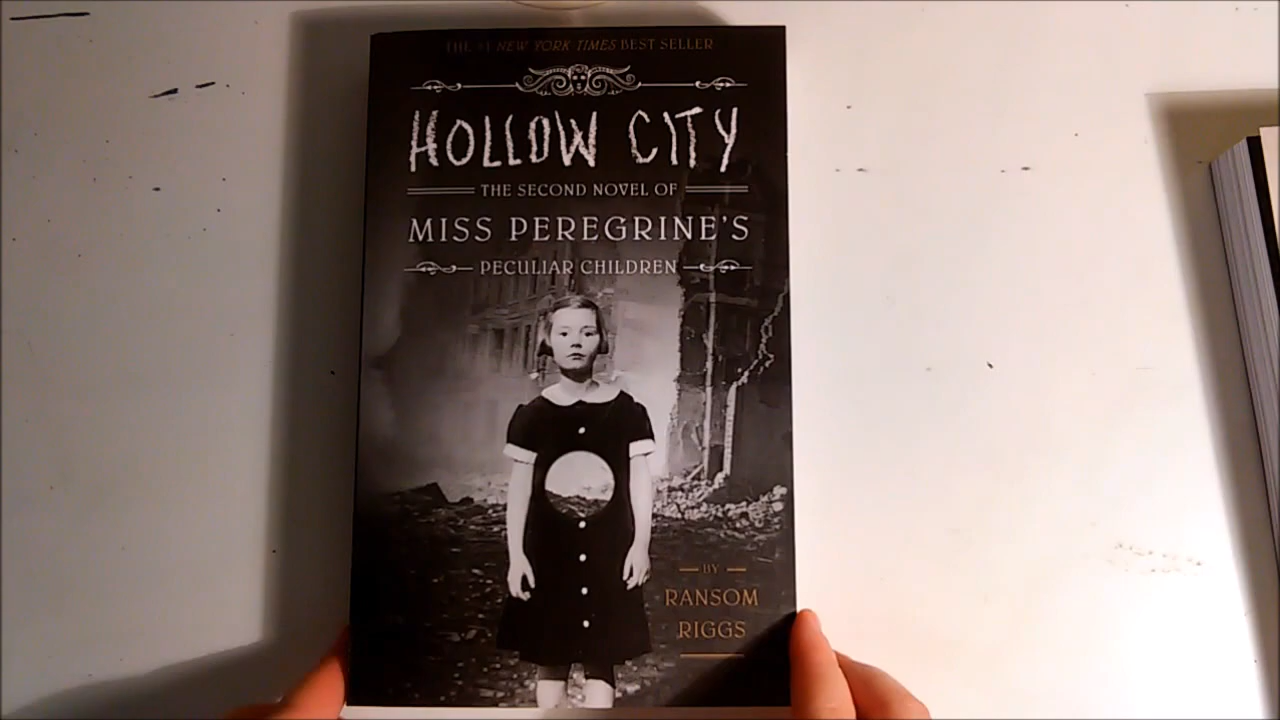 THE #1 NEW YORK TIMES BEST SELLER
HOLLOW CITY
THE SECOND NOVEL OF
MISS PEREGRINE'S
PECULIAR CHILDREN
BY
RANSOM
RIGGS